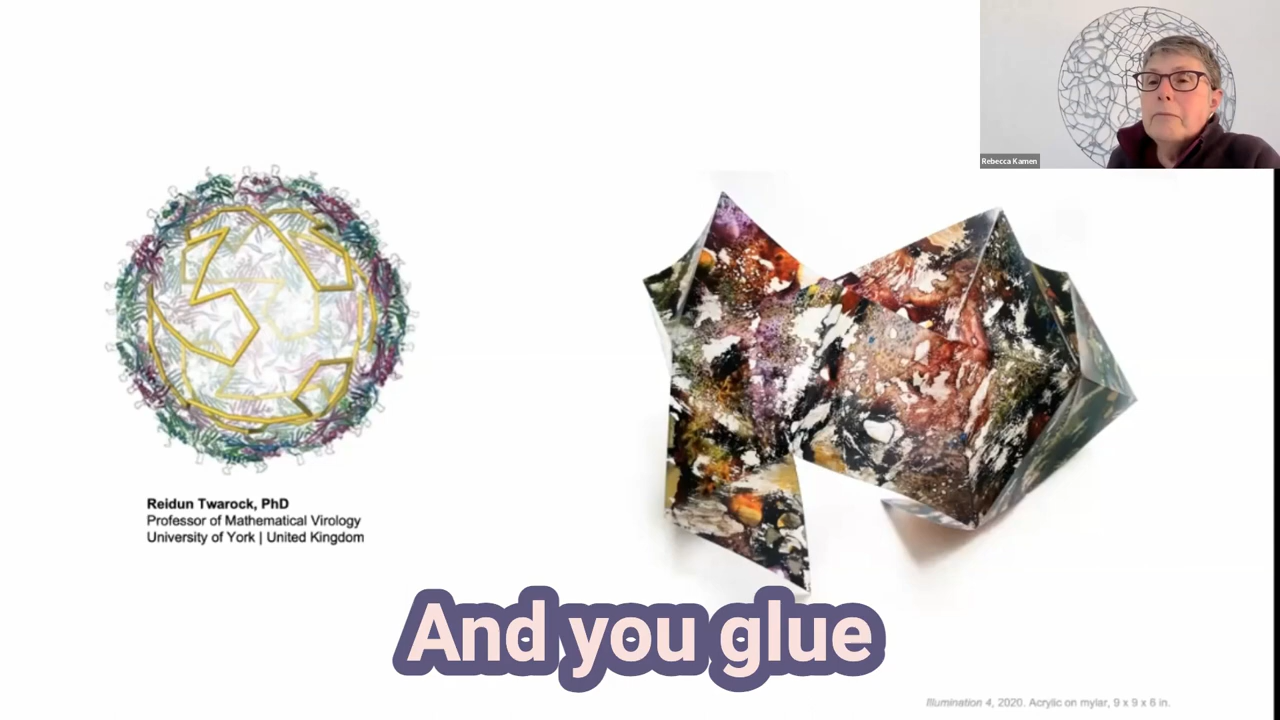 Rebecca Kamen
Reidun Twarock, PhD
Professor of Mathematical Virology
University of York | United Kingdom
And you glue
Illumination 4, 2020. Acrylic on mylar, 9 x 9 x 6 in.